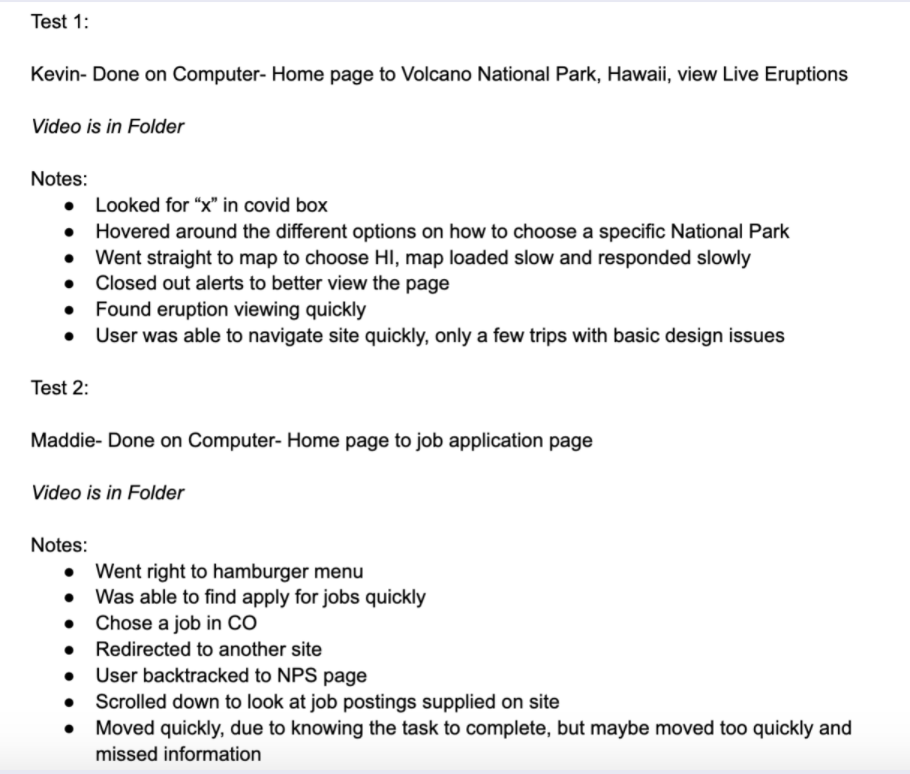 Test 1:
Kevin- Done on Computer- Home page to Volcano National Park, Hawaii, view Live Eruptions
Video is in Folder
Notes:
● Looked for “x” in covid box
● Hovered around the different options on how to choose a specific National Park
● Went straight to map to choose HI, map loaded slow and responded slowly
● Closed out alerts to better view the page
● Found eruption viewing quickly
● User was able to navigate site quickly, only a few trips with basic design issues
Test 2:
Maddie- Done on Computer- Home page to job application page
Video is in Folder
Notes:
● Went right to hamburger menu
● Was able to find apply for jobs quickly
● Chose a job in CO
● Redirected to another site
● User backtracked to NPS page
● Scrolled down to look at job postings supplied on site
● Moved quickly, due to knowing the task to complete, but maybe moved too quickly and
missed information